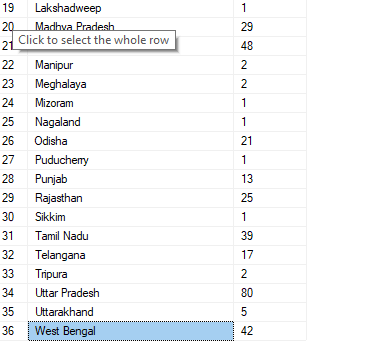 19 Lakshadweep 1
20 Madhya Pradesh 29
21 Click to select the whole row 48
22 Manipur 2
23 Meghalaya 2
24 Mizoram 1
25 Nagaland 1
26 Odisha 21
27 Puducherry 1
28 Punjab 13
29 Rajasthan 25
30 Sikkim 1
31 Tamil Nadu 39
32 Telangana 17
33 Tripura 2
34 Uttar Pradesh 80
35 Uttarakhand 5
36 West Bengal 42